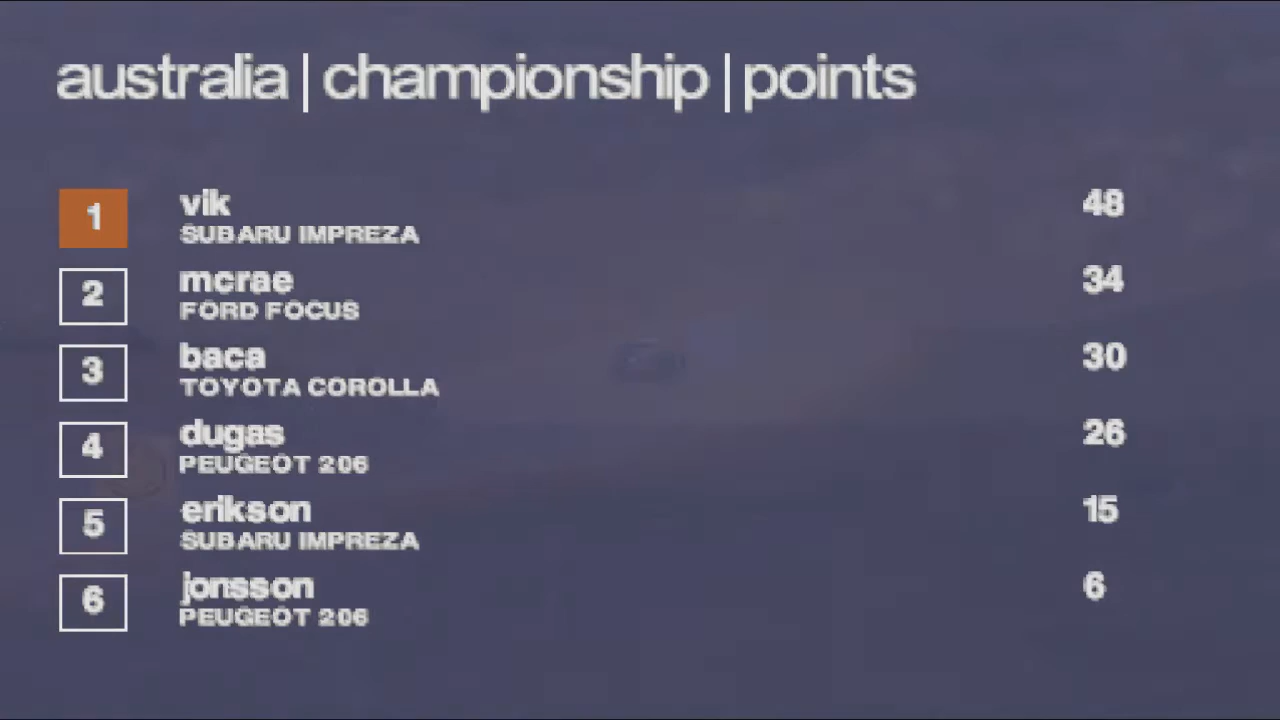 australia | championship | points
1 vik 48
SUBARU IMPREZA
2 mcrae 34
FORD FOCUS
3 baca 30
TOYOTA COROLLA
4 dugas 26
PEUGEOT 206
5 erikson 15
SUBARU IMPREZA
6 jonsson 6
PEUGEOT 206